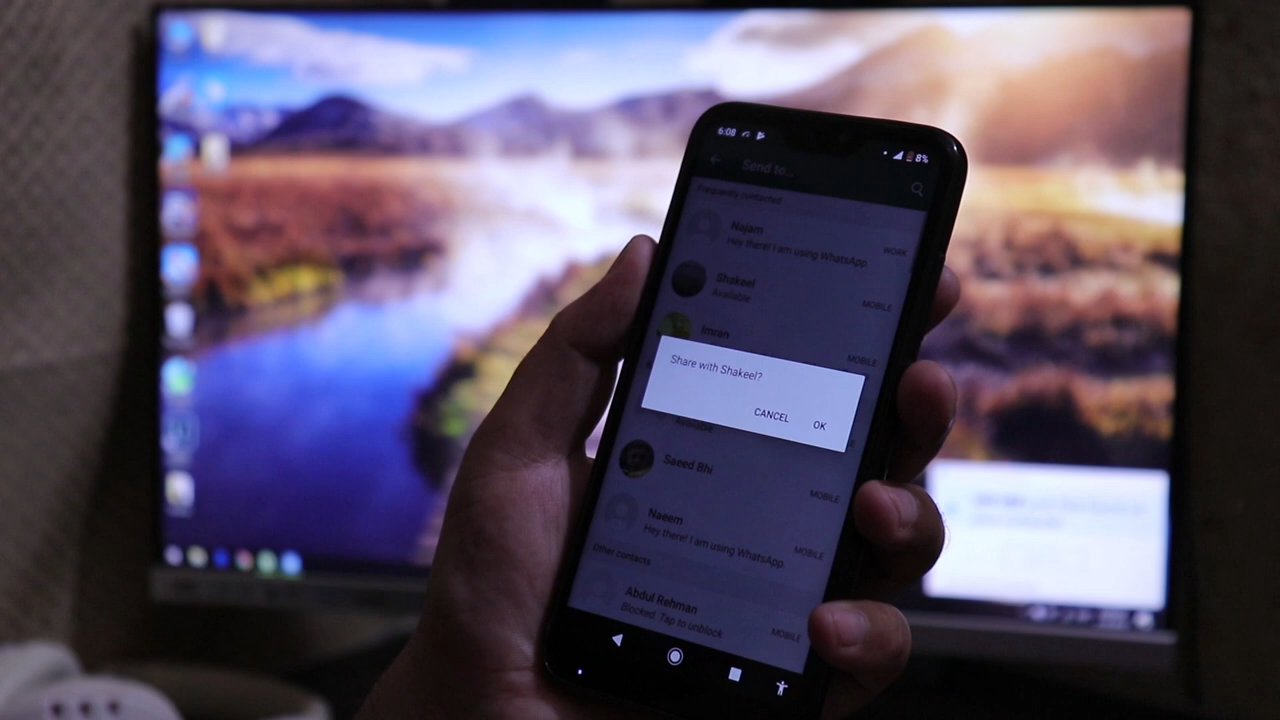 6:08 8%
Send to...
Frequently contacted
Najam
Hey there! I am using WhatsApp. WORK
Shakeel
Available
MOBILE
Imran
MOBILE
Share with Shakeel?
CANCEL OK
Available
Saeed Bhi
MOBILE
Naeem
Hey there! I am using WhatsApp. MOBILE
Other contacts
Abdul Rehman
Blocked. Tap to unblock MOBILE